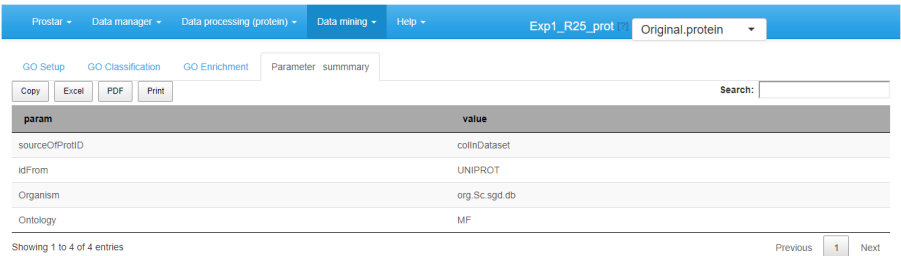 Prostar Data manager Data processing (protein) Data mining Help Exp1_R25_prot [?] Original.protein
GO Setup GO Classification GO Enrichment Parameter summmary
Copy Excel PDF Print Search:
param value
sourceOfProtID colInDataset
idFrom UNIPROT
Organism org.Sc.sgd.db
Ontology MF
Showing 1 to 4 of 4 entries Previous 1 Next